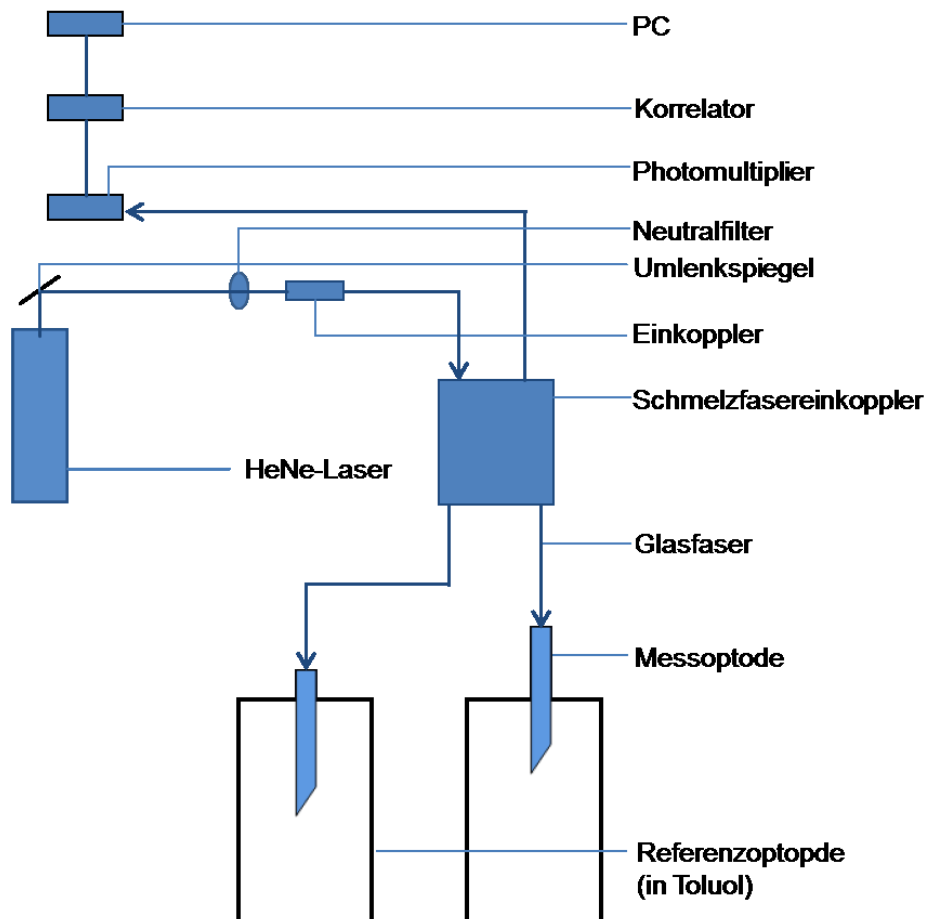 PC
Korrelator
Photomultiplier
Neutralfilter
Umlenkspiegel
Einkoppler
Schmelzfasereinkoppler
HeNe-Laser
Glasfaser
Messoptode
Referenzoptopde
(in Toluol)